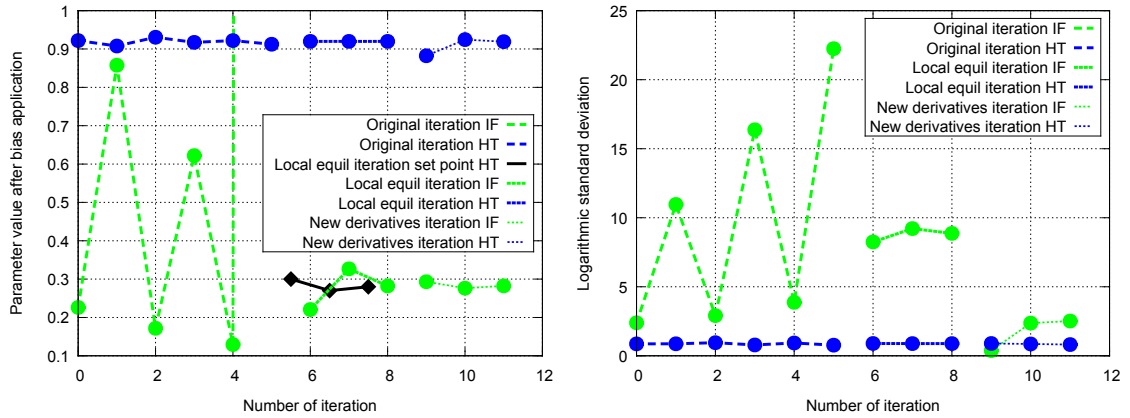 1
0.9
0.8
0.7
0.6
0.5
0.4
0.3
0.2
0.1
0 2 4 6 8 10 12
Parameter value after bias application
Number of iteration
Original iteration IF
Original iteration HT
Local equil iteration set point HT
Local equil iteration IF
Local equil iteration HT
New derivatives iteration IF
New derivatives iteration HT
25
20
15
10
5
0
0 2 4 6 8 10 12
Logarithmic standard deviation
Number of iteration
Original iteration IF
Original iteration HT
Local equil iteration IF
Local equil iteration HT
New derivatives iteration IF
New derivatives iteration HT